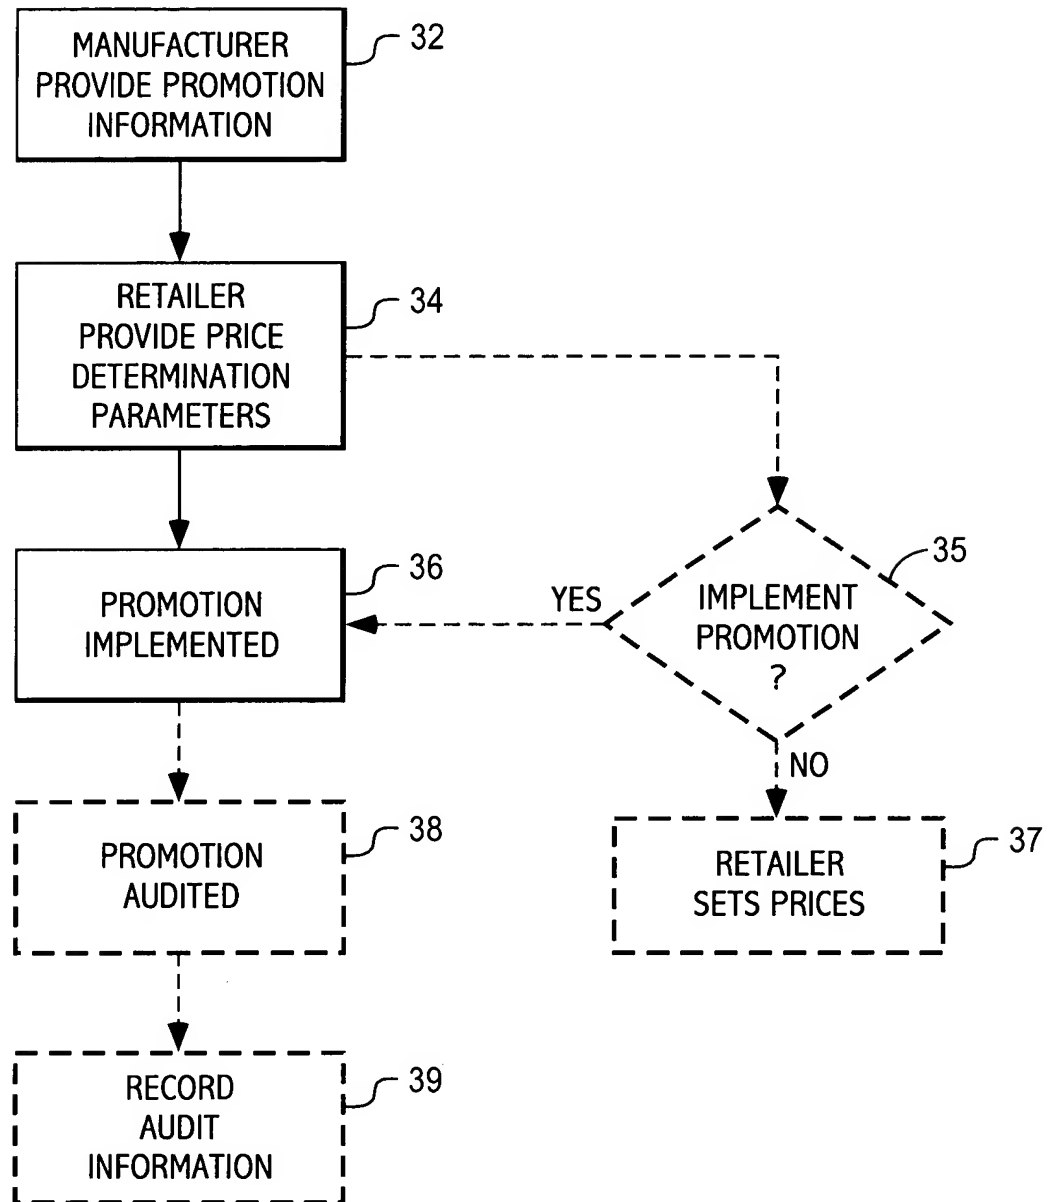 MANUFACTURER
PROVIDE PROMOTION
INFORMATION
32
RETAILER
PROVIDE PRICE
DETERMINATION
PARAMETERS
34
PROMOTION
IMPLEMENTED
36
YES
IMPLEMENT
PROMOTION
?
35
NO
PROMOTION
AUDITED
38
RETAILER
SETS PRICES
37
RECORD
AUDIT
INFORMATION
39